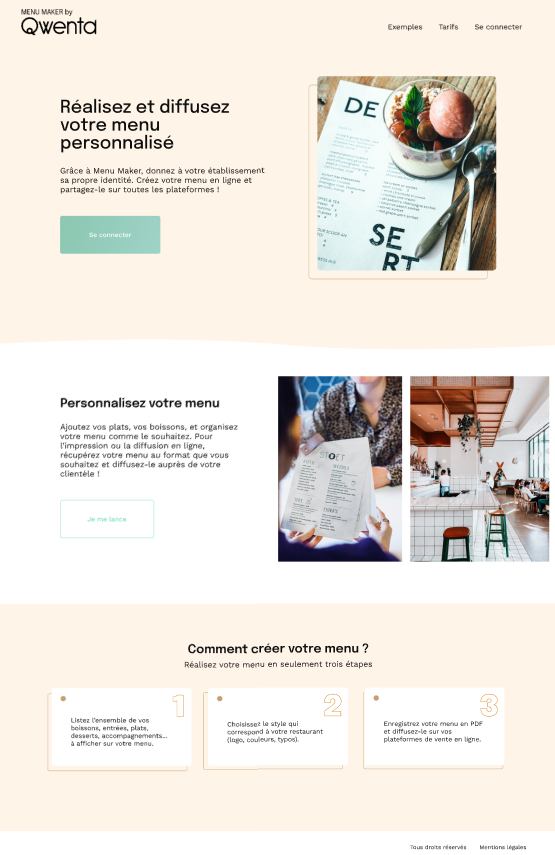 MENU MAKER by
Qwenta
Exemples Tarifs Se connecter
Réalisez et diffusez
votre menu
personnalisé
Grâce à Menu Maker, donnez à votre établissement
sa propre identité. Créez votre menu en ligne et
partagez-le sur toutes les plateformes !
Se connecter
DE
SE
RT
Personnalisez votre menu
Ajoutez vos plats, vos boissons, et organisez
votre menu comme le souhaitez. Pour
l'impression ou la diffusion en ligne,
récupérez votre menu au format que vous
souhaitez et diffusez-le auprès de votre
clientèle !
Je me lance
Comment créer votre menu ?
Réalisez votre menu en seulement trois étapes
1
Listez l'ensemble de vos
boissons, entrées, plats,
desserts, accompagnements...
à afficher sur votre menu.
2
Choisissez le style qui
correspond à votre restaurant
(logo, couleurs, typos).
3
Enregistrez votre menu en PDF
et diffusez-le sur vos
plateformes de vente en ligne.
Tous droits réservés Mentions légales